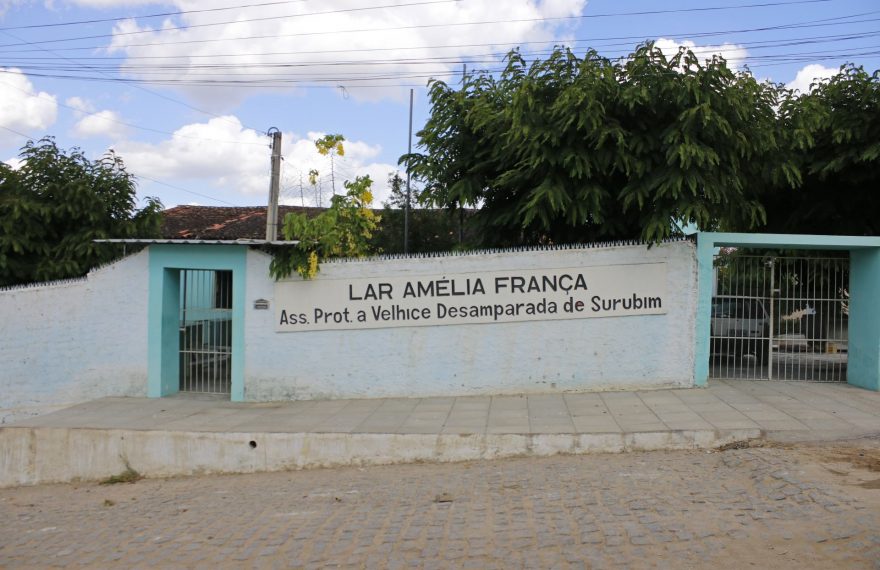 LAR AMÉLIA FRANÇA
Ass. Prot. a Velhice Desamparada de Surubim